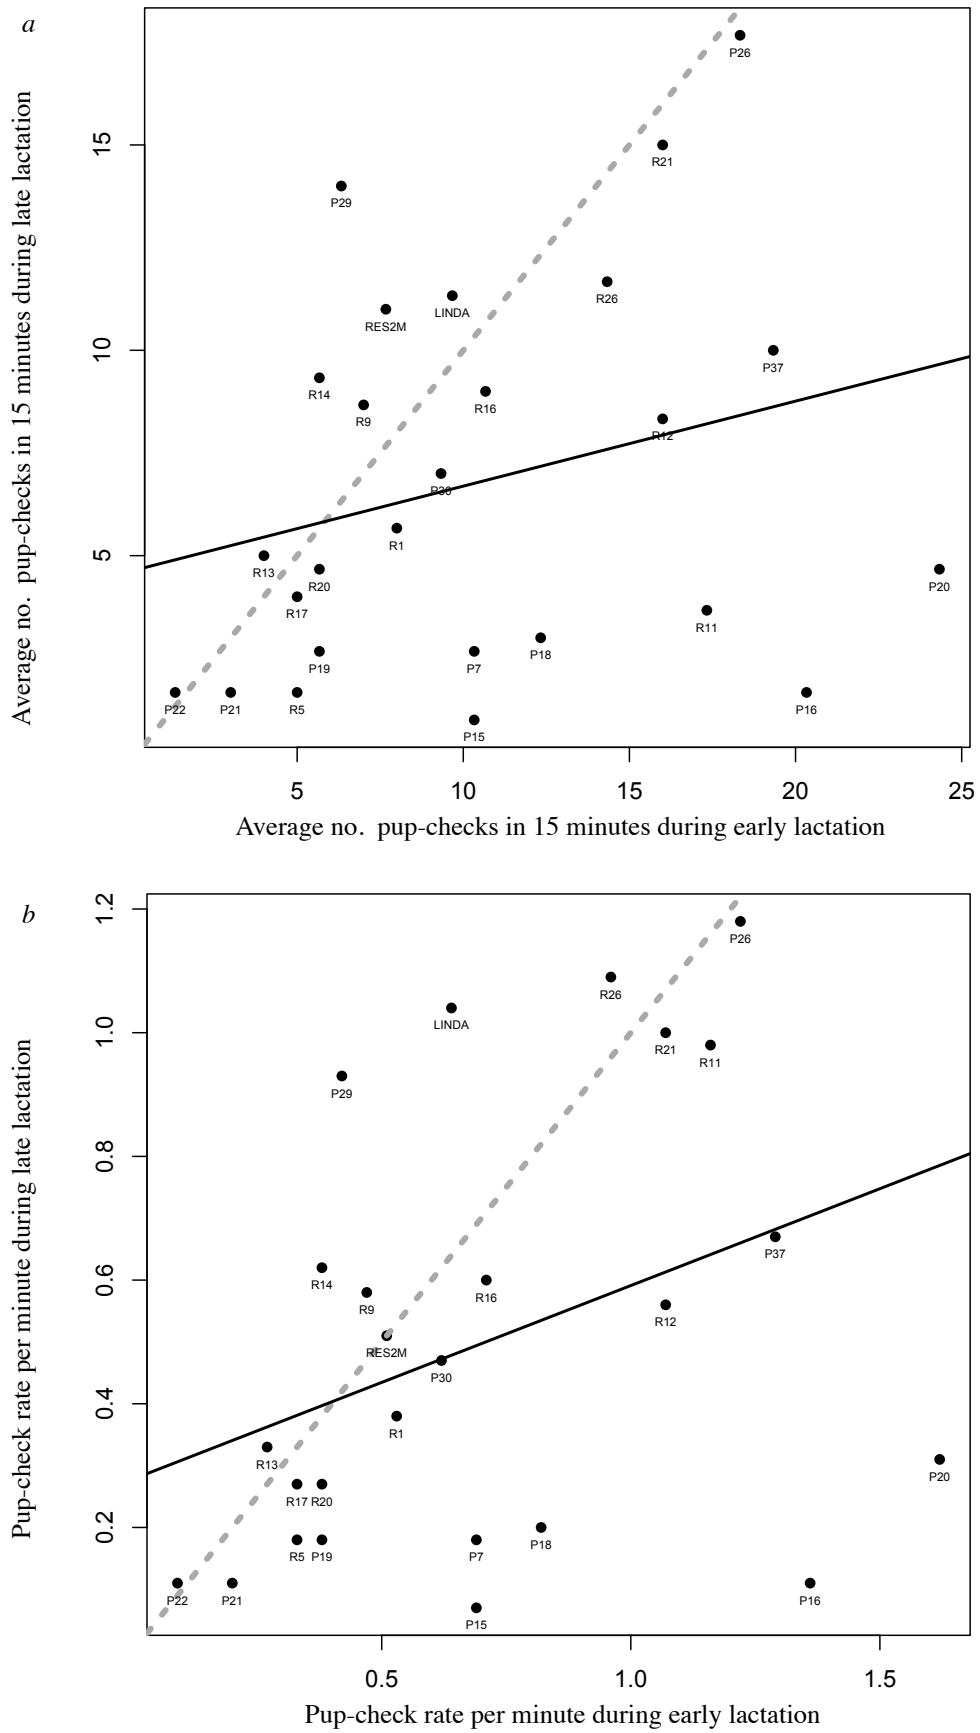 a
Average no. pup-checks in 15 minutes during late lactation
15
10
5
P26
R21
P29
R26
LINDA
RES2M
P37
R14
R16
R9
R12
P30
R1
R13
R20
P20
R17
R11
P18
P19
P7
P22
P21
R5
P16
P15
5
10
15
20
25
Average no. pup-checks in 15 minutes during early lactation
b
Pup-check rate per minute during late lactation
1.2
1.0
0.8
0.6
0.4
0.2
P26
R26
LINDA
R21
R11
P29
P37
R14
R16
R9
R12
RES2M
P30
R1
R13
P20
R17
R20
P18
R5
P19
P7
P22
P21
P16
P15
0.5
1.0
1.5
Pup-check rate per minute during early lactation